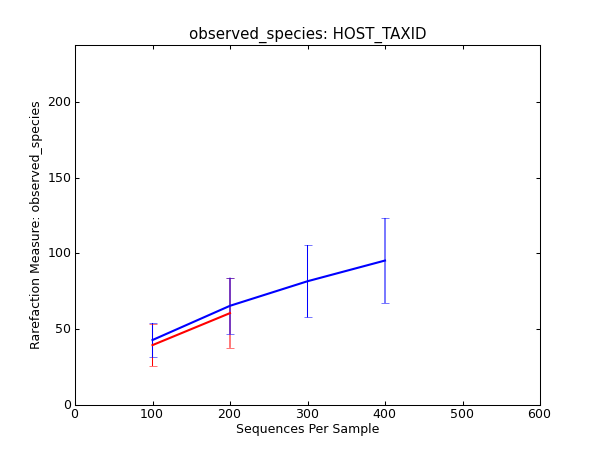 observed_species: HOST_TAXID
Rarefaction Measure: observed_species
200
150
100
50
0
0 100 200 300 400 500 600
Sequences Per Sample